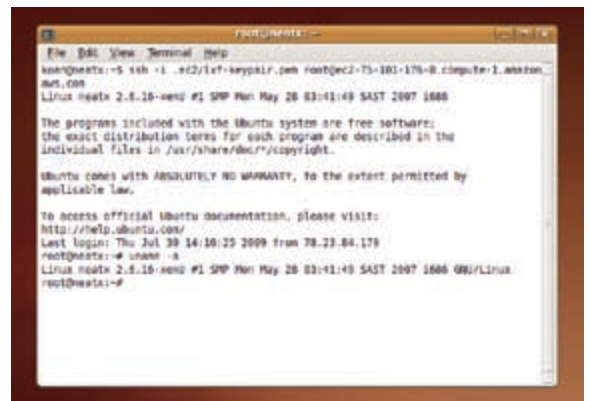 root@neatx: ~
File Edit View Terminal Help
koan@neatx:~$ ssh -i .ec2/lxf-keypair.pem root@ec2-75-101-176-8.compute-1.amazon
aws.com
Linux neatx 2.6.16-xenU #1 SMP Mon May 28 03:41:49 SAST 2007 i686
The programs included with the Ubuntu system are free software;
the exact distribution terms for each program are described in the
individual files in /usr/share/doc/*/copyright.
Ubuntu comes with ABSOLUTELY NO WARRANTY, to the extent permitted by
applicable law.
To access official Ubuntu documentation, please visit:
http://help.ubuntu.com/
Last login: Thu Jul 30 14:16:25 2009 from 78.23.84.179
root@neatx:~# uname -a
Linux neatx 2.6.16-xenU #1 SMP Mon May 28 03:41:49 SAST 2007 i686 GNU/Linux
root@neatx:~#